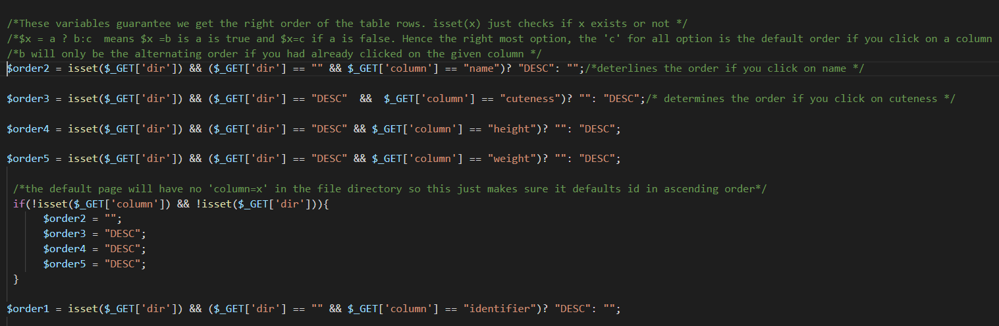 /*These variables guarantee we get the right order of the table rows. isset(x) just checks if x exists or not */
/*$x = a ? b:c  means $x =b is a is true and $x=c if a is false. Hence the right most option, the 'c' for all option is the default order if you click on a column
/*b will only be the alternating order if you had already clicked on the given column */
$order2 = isset($_GET['dir']) && ($_GET['dir'] == "" && $_GET['column'] == "name")? "DESC": "";/*deterlines the order if you click on name */
$order3 = isset($_GET['dir']) && ($_GET['dir'] == "DESC"  &&  $_GET['column'] == "cuteness")? "": "DESC";/* determines the order if you click on cuteness */
$order4 = isset($_GET['dir']) && ($_GET['dir'] == "DESC" && $_GET['column'] == "height")? "": "DESC";
$order5 = isset($_GET['dir']) && ($_GET['dir'] == "DESC" && $_GET['column'] == "weight")? "": "DESC";
/*the default page will have no 'column=x' in the file directory so this just makes sure it defaults id in ascending order*/
if(!isset($_GET['column']) && !isset($_GET['dir'])){
$order2 = "";
$order3 = "DESC";
$order4 = "DESC";
$order5 = "DESC";
}
$order1 = isset($_GET['dir']) && ($_GET['dir'] == "" && $_GET['column'] == "identifier")? "DESC": "";